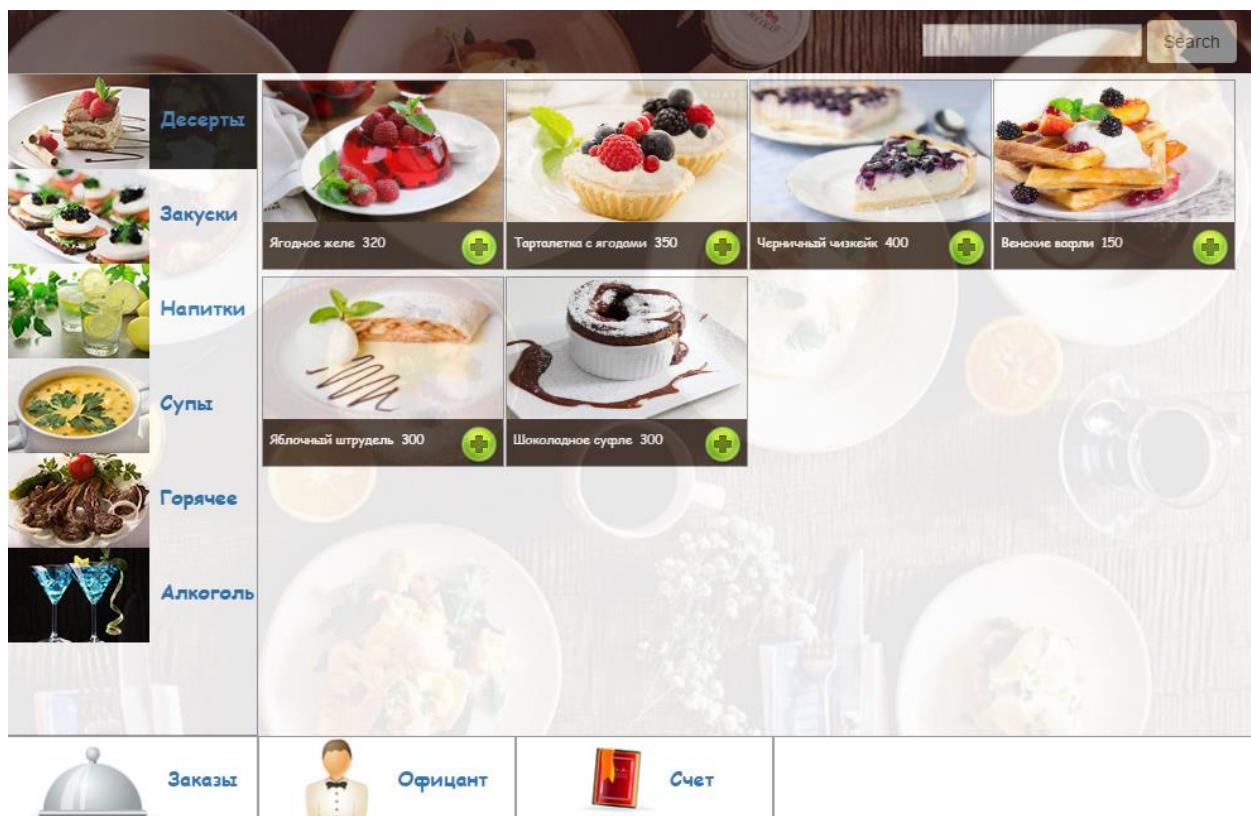 Search
Десерты
Закуски
Напитки
Супы
Горячее
Алкоголь
Ягодное желе 320
Тарталетка с ягодами 350
Черничный чизкейк 400
Венские вафли 150
Яблочный штрудель 300
Шоколадное суфле 300
Заказы
Официант
Счет